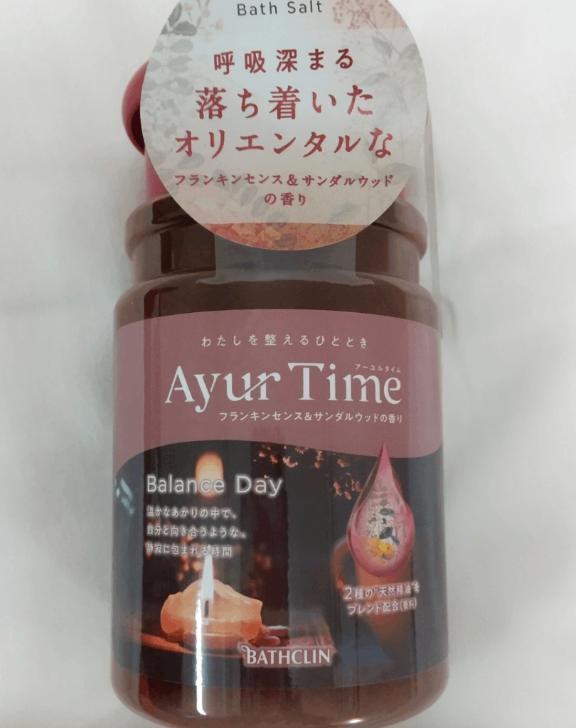 Bath Salt
呼吸深まる
落ち着いた
オリエンタルな
フランキンセンス&サンダルウッド
の香り
わたしを整えるひととき
アーユルタイム
Ayur Time
フランキンセンス&サンダルウッドの香り
Balance Day
温かなあかりの中で、
自分と向き合うような。
静寂に包まれる時間
2種の"天然精油"を
ブレンド配合(香料)
BATHCLIN